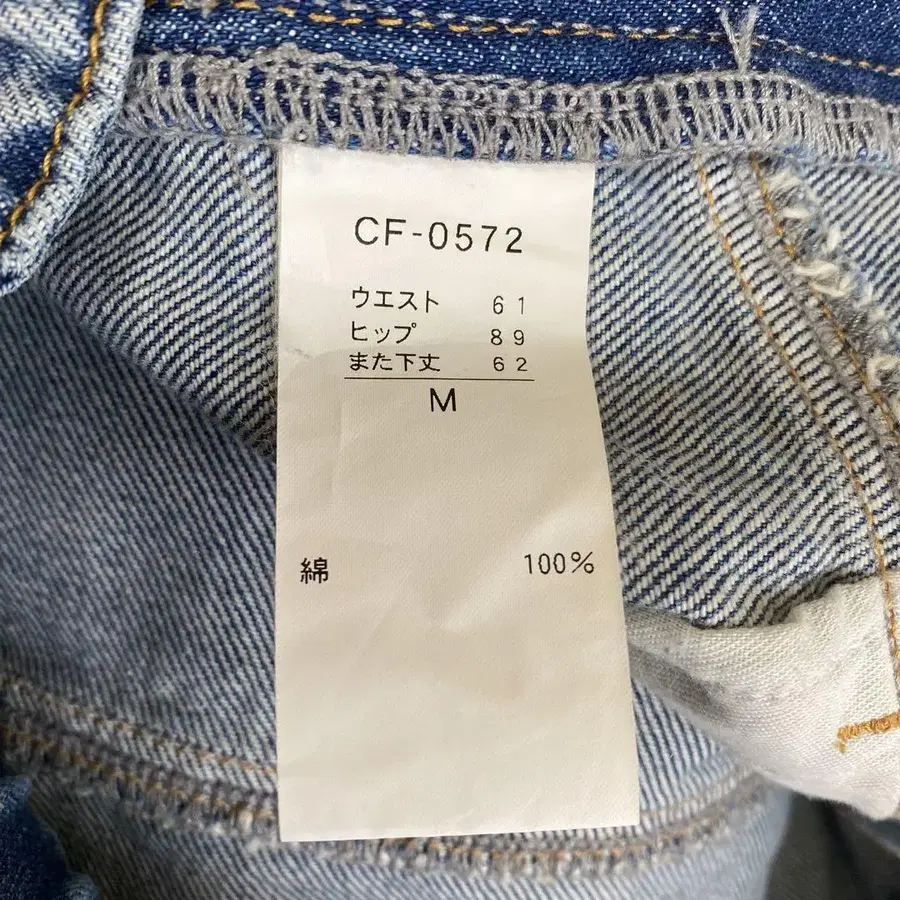 CF-0572
ウエスト 61
ヒップ 89
また下丈 62
M
綿 100%